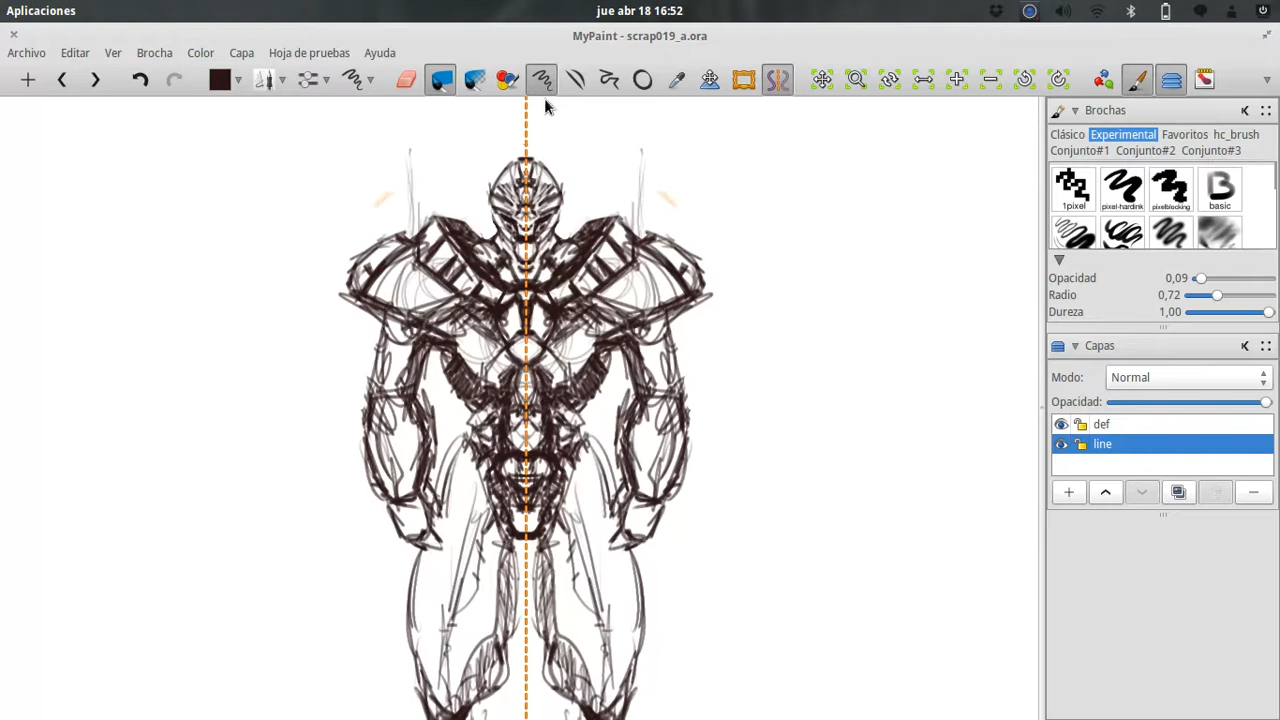 Aplicaciones
jue abr 18 16:52
MyPaint - scrap019_a.ora
Archivo Editar Ver Brocha Color Capa Hoja de pruebas Ayuda
Brochas
Clásico Experimental Favoritos hc_brush
Conjunto#1 Conjunto#2 Conjunto#3
1pixel pixel-hardink pixelblocking basic
Opacidad 0,09
Radio 0,72
Dureza 1,00
Capas
Modo: Normal
Opacidad:
def
line